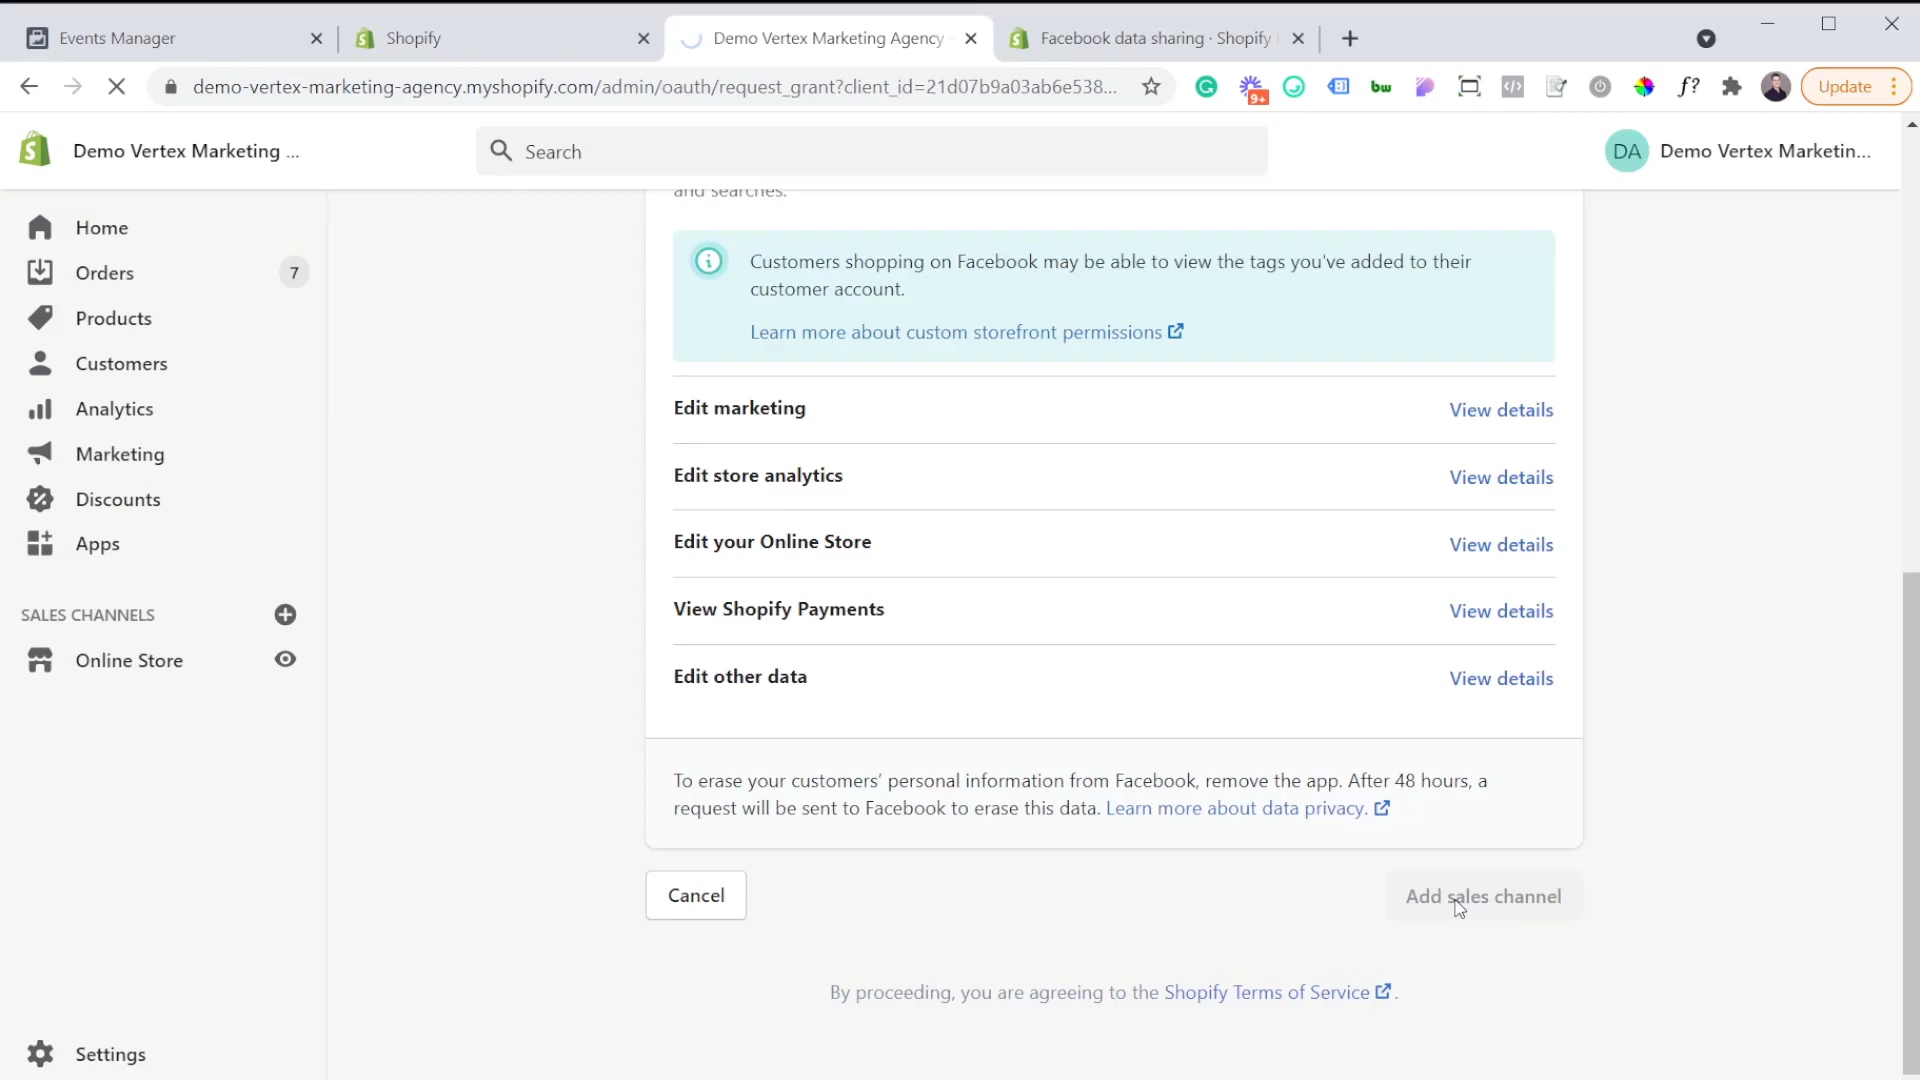 Events Manager
Shopify
Demo Vertex Marketing Agency
Facebook data sharing · Shopify
demo-vertex-marketing-agency.myshopify.com/admin/oauth/request_grant?client_id=21d07b9a03ab6e538...
9+
bw
f?
Update
Demo Vertex Marketing ...
Search
DA
Demo Vertex Marketin...
Home
Orders
7
Products
Customers
Analytics
Marketing
Discounts
Apps
SALES CHANNELS
Online Store
Settings
and searches.
Customers shopping on Facebook may be able to view the tags you've added to their
customer account.
Learn more about custom storefront permissions
Edit marketing
View details
Edit store analytics
View details
Edit your Online Store
View details
View Shopify Payments
View details
Edit other data
View details
To erase your customers’ personal information from Facebook, remove the app. After 48 hours, a
request will be sent to Facebook to erase this data. Learn more about data privacy.
Cancel
Add sales channel
By proceeding, you are agreeing to the Shopify Terms of Service .